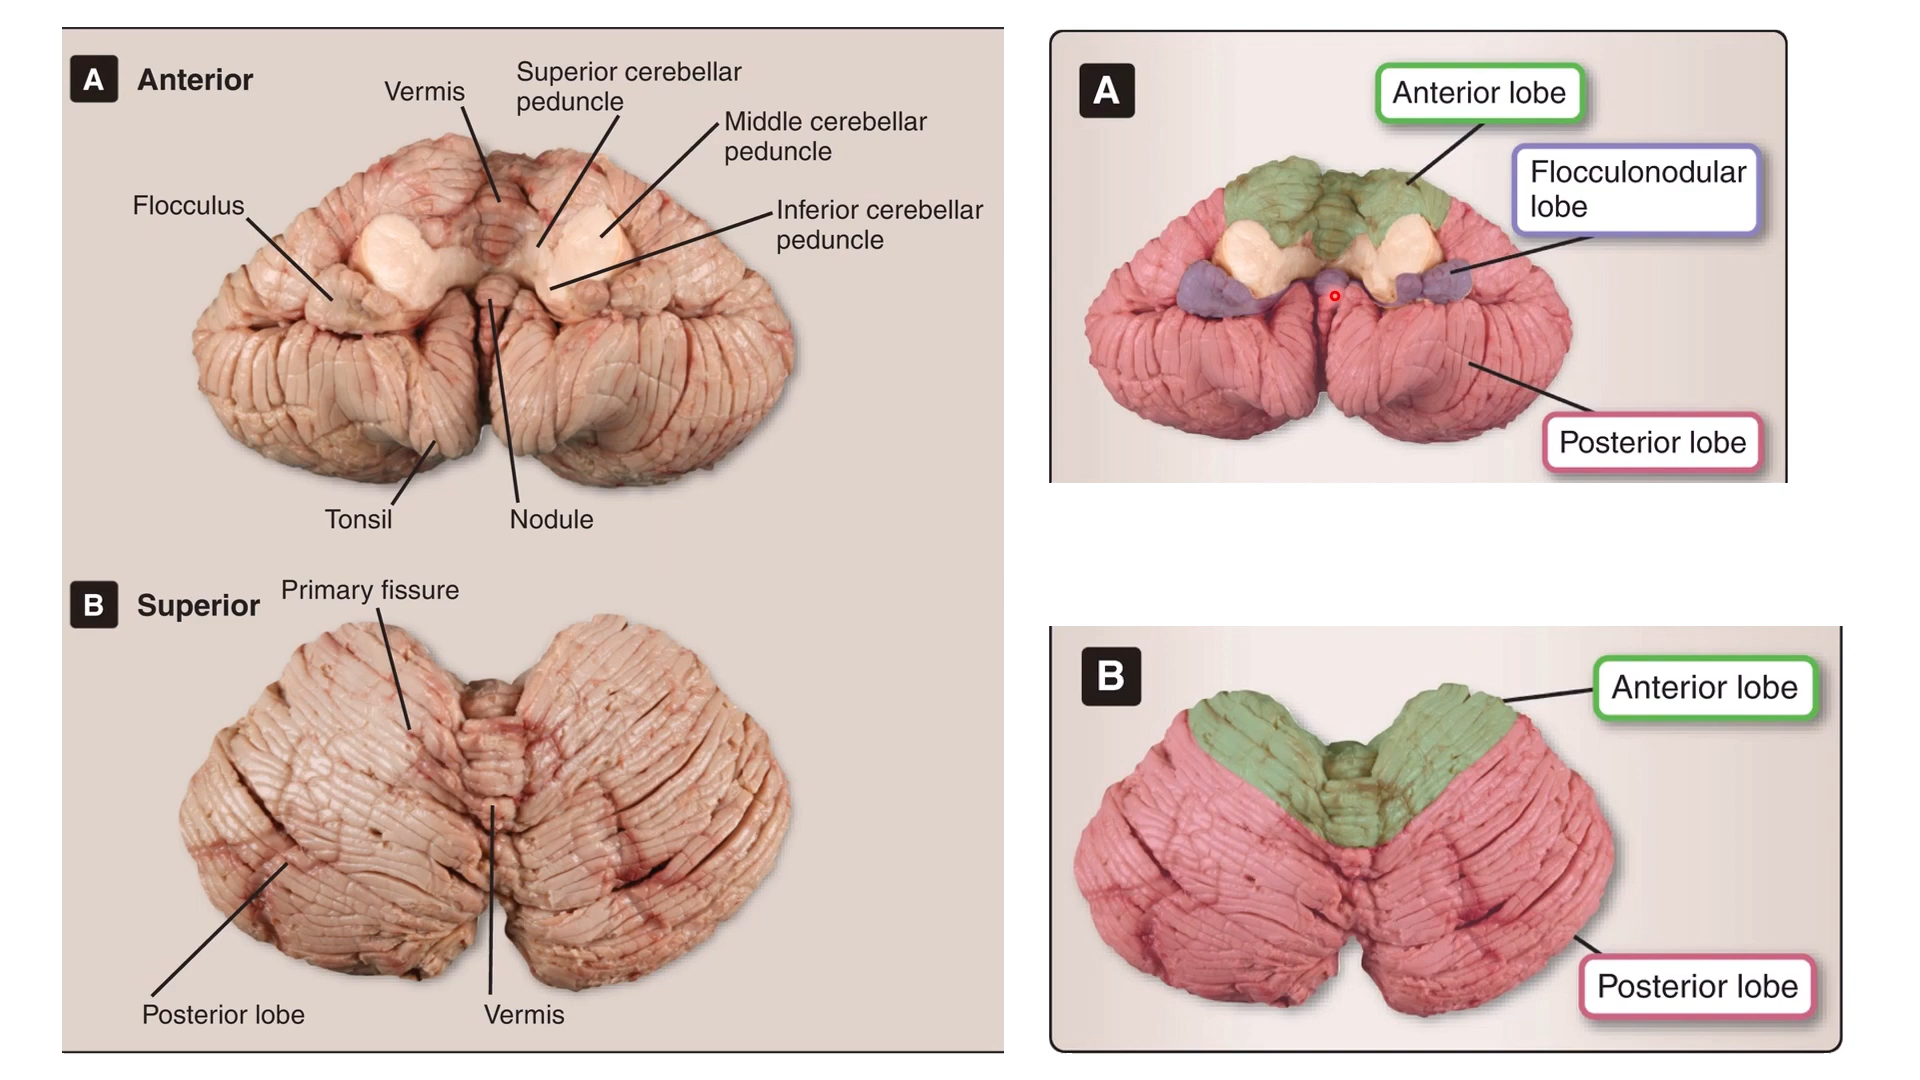 A Anterior
Vermis
Superior cerebellar
peduncle
Middle cerebellar
peduncle
Flocculus
Inferior cerebellar
peduncle
Tonsil
Nodule
B Superior
Primary fissure
Posterior lobe
Vermis
A
Anterior lobe
Flocculonodular
lobe
Posterior lobe
B
Anterior lobe
Posterior lobe